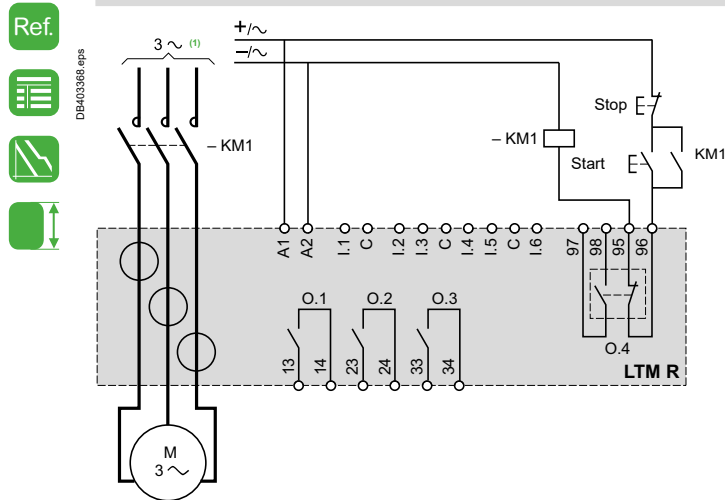 Ref.
DB403368.eps
3 ∼ (1)
+/∼
−/∼
– KM1
– KM1
Stop
Start
KM1
A1 A2 I.1 C I.2 I.3 C I.4 I.5 C I.6 97 98 95 96
O.1 O.2 O.3
O.4
13 14 23 24 33 34
LTM R
M
3 ∼